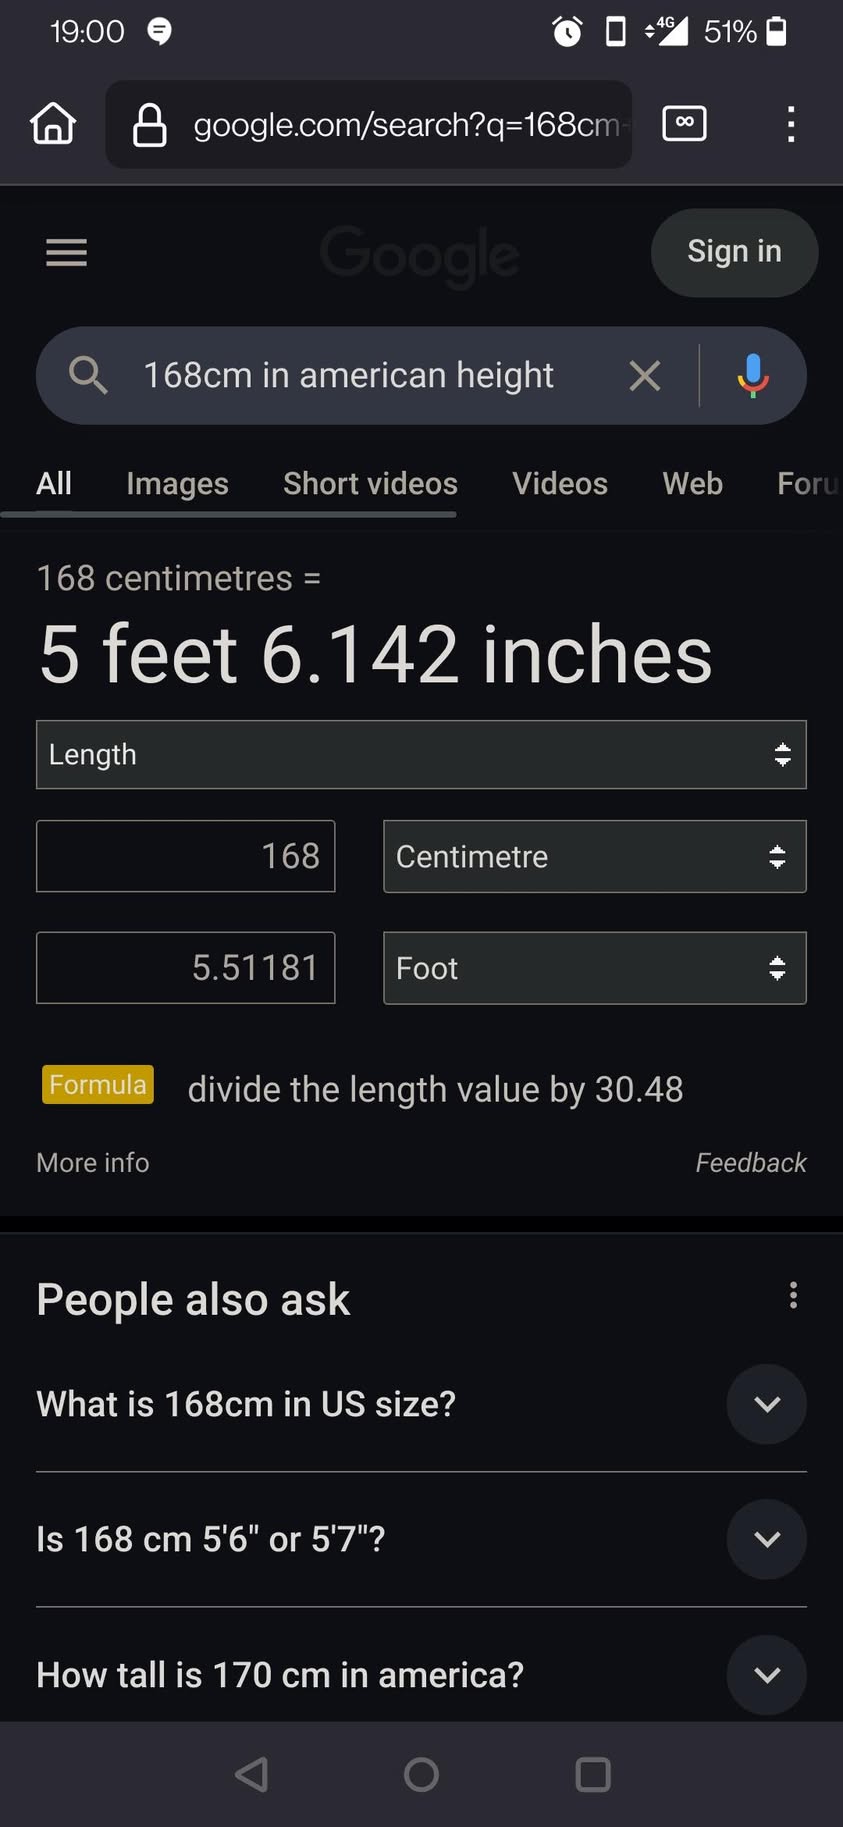 19:00
4G 51%
google.com/search?q=168cm
Google
Sign in
168cm in american height
All Images Short videos Videos Web Foru
168 centimetres =
5 feet 6.142 inches
Length
168 Centimetre
5.51181 Foot
Formula divide the length value by 30.48
More info Feedback
People also ask
What is 168cm in US size?
Is 168 cm 5'6" or 5'7"?
How tall is 170 cm in america?